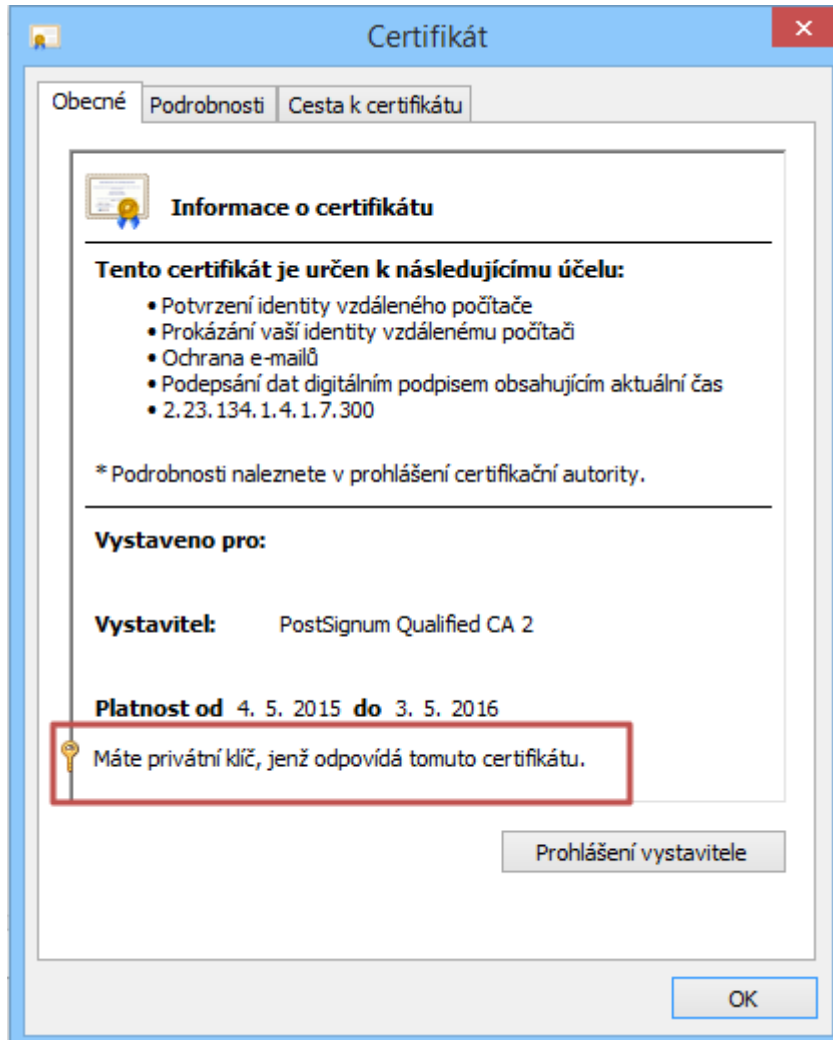 Certifikát
Obecné
Podrobnosti
Cesta k certifikátu
Informace o certifikátu
Tento certifikát je určen k následujícímu účelu:
• Potvrzení identity vzdáleného počítače
• Prokázání vaší identity vzdálenému počítači
• Ochrana e-mailů
• Podepsání dat digitálním podpisem obsahujícím aktuální čas
• 2.23.134.1.4.1.7.300
* Podrobnosti naleznete v prohlášení certifikační autority.
Vystaveno pro:
Vystavitel: PostSignum Qualified CA 2
Platnost od 4. 5. 2015 do 3. 5. 2016
Máte privátní klíč, jenž odpovídá tomuto certifikátu.
Prohlášení vystavitele
OK